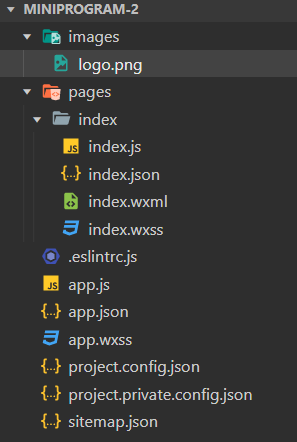 MINIPROGRAM-2
images
logo.png
pages
index
index.js
index.json
index.wxml
index.wxss
.eslintrc.js
app.js
app.json
app.wxss
project.config.json
project.private.config.json
sitemap.json